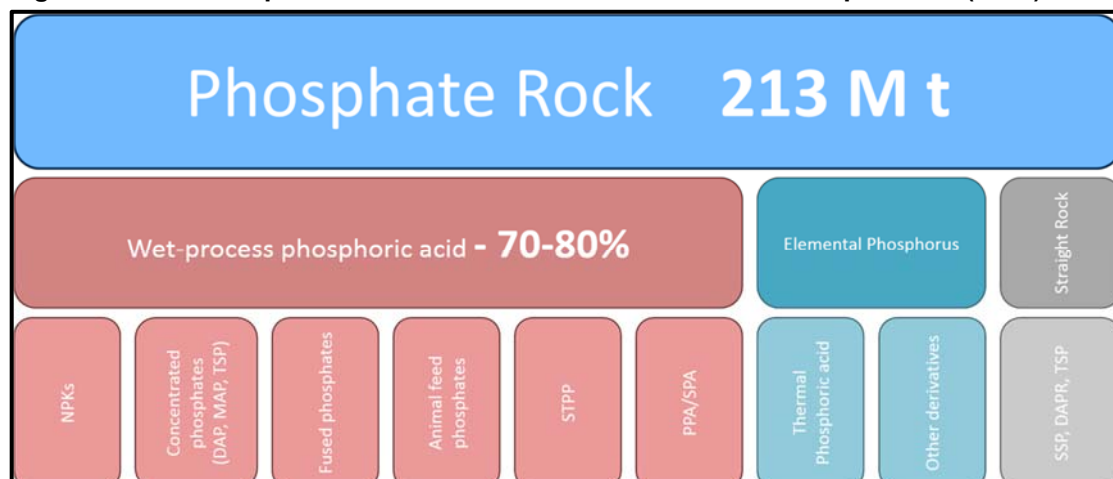 Phosphate Rock 213 M t
Wet-process phosphoric acid - 70-80%
Elemental Phosphorus
Straight Rock
NPKs
Concentrated
phosphates
(DAP, MAP, TSP)
Fused phosphates
Animal feed
phosphates
STPP
PPA/SPA
Thermal
Phosphoric acid
Other derivatives
SSP, DAPR, TSP